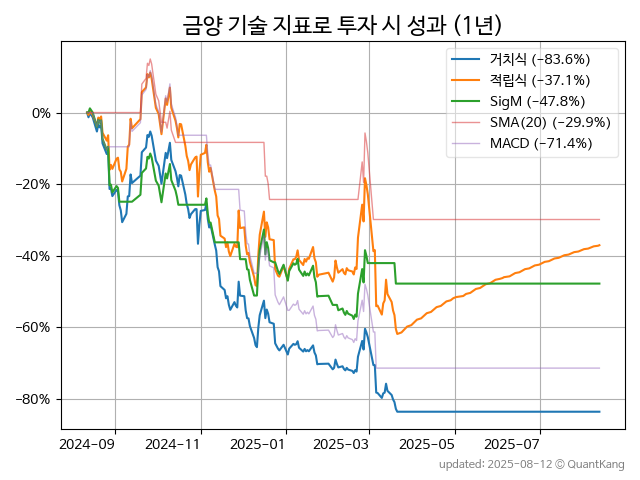 금양 기술 지표로 투자 시 성과 (1년)
거치식 (−83.6%)
적립식 (−37.1%)
SigM (−47.8%)
SMA(20) (−29.9%)
MACD (−71.4%)
0%
−20%
−40%
−60%
−80%
2024−09 2024−11 2025−01 2025−03 2025−05 2025−07
updated: 2025-08-12 © QuantKang